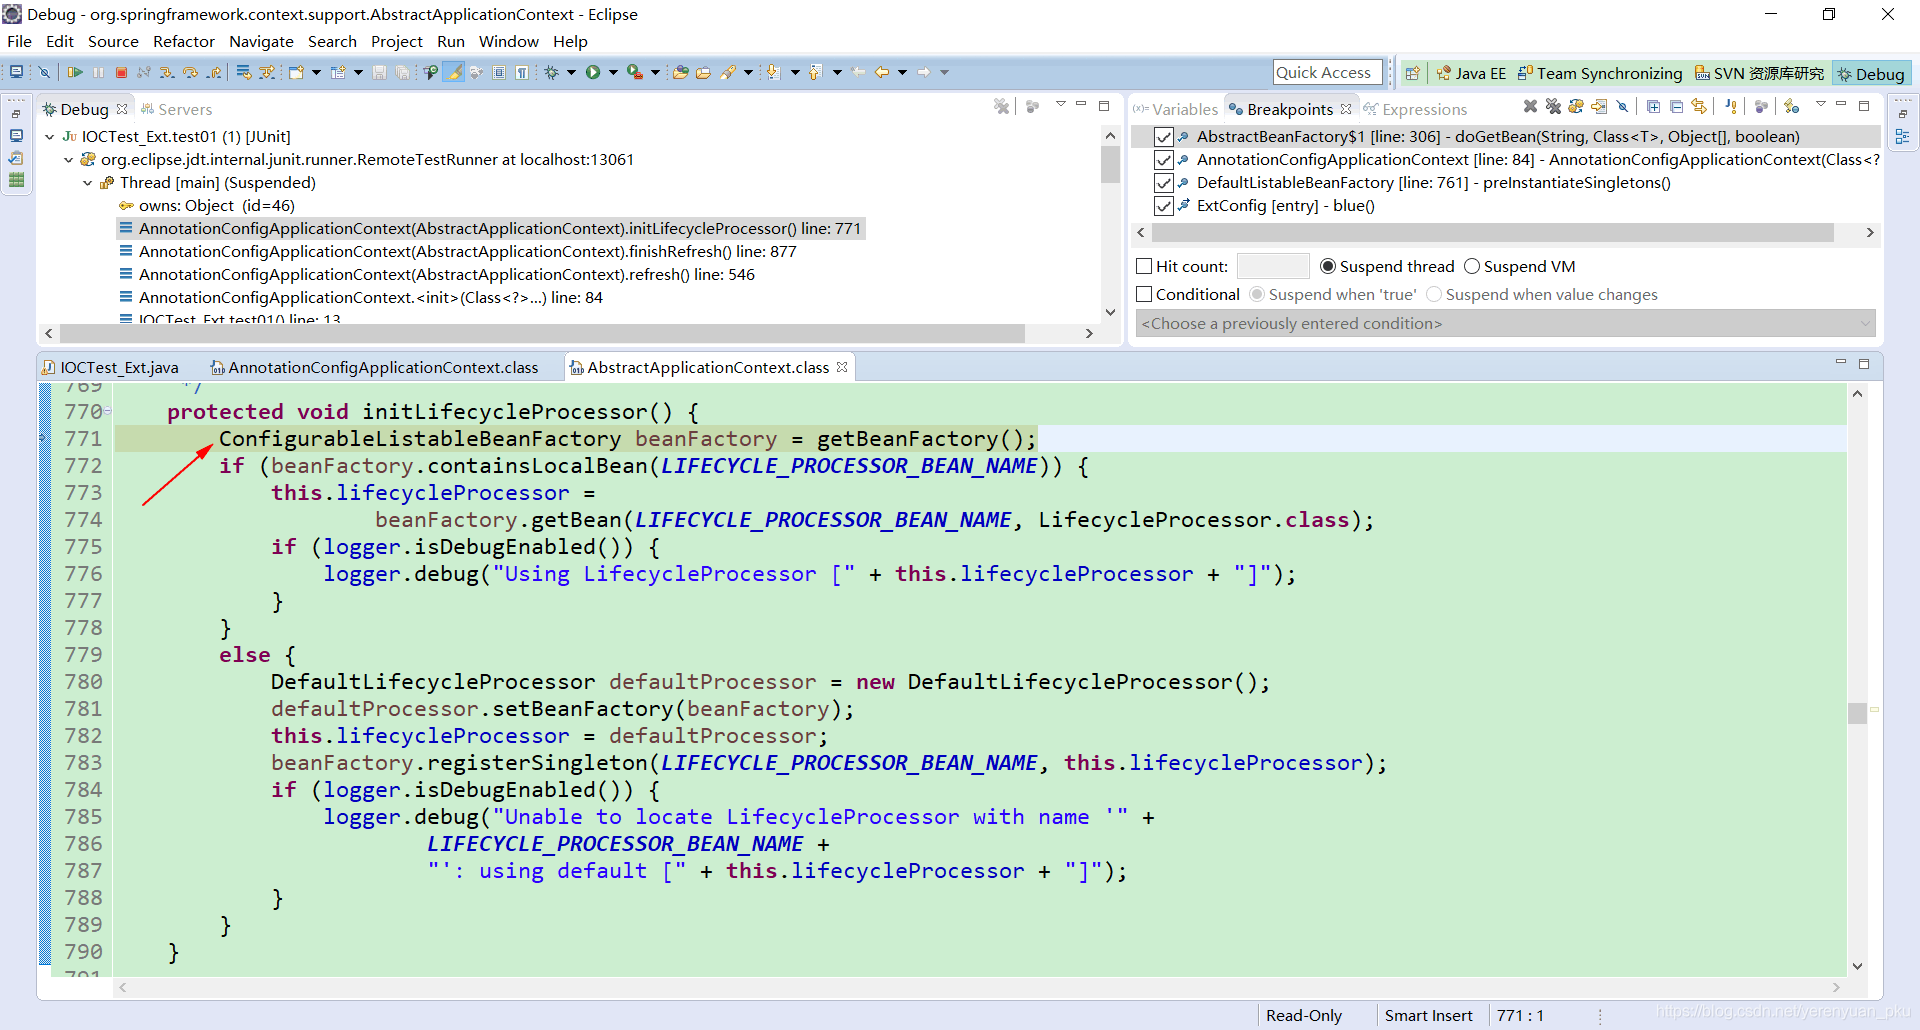 Debug - org.springframework.context.support.AbstractApplicationContext - Eclipse
File Edit Source Refactor Navigate Search Project Run Window Help
Quick Access
Java EE Team Synchronizing SVN 资源库研究 Debug
Debug Servers
IOCTest_Ext.test01 (1) [JUnit]
org.eclipse.jdt.internal.junit.runner.RemoteTestRunner at localhost:13061
Thread [main] (Suspended)
owns: Object (id=46)
AnnotationConfigApplicationContext(AbstractApplicationContext).initLifecycleProcessor() line: 771
AnnotationConfigApplicationContext(AbstractApplicationContext).finishRefresh() line: 877
AnnotationConfigApplicationContext(AbstractApplicationContext).refresh() line: 546
AnnotationConfigApplicationContext.<init>(Class<?>...) line: 84
IOCTest_Ext.test01() line: 13
Variables Breakpoints Expressions
AbstractBeanFactory$1 [line: 306] - doGetBean(String, Class<T>, Object[], boolean)
AnnotationConfigApplicationContext [line: 84] - AnnotationConfigApplicationContext(Class<?
DefaultListableBeanFactory [line: 761] - preInstantiateSingletons()
ExtConfig [entry] - blue()
Hit count: Suspend thread Suspend VM
Conditional Suspend when 'true' Suspend when value changes
<Choose a previously entered condition>
IOCTest_Ext.java AnnotationConfigApplicationContext.class AbstractApplicationContext.class
769 */
770 protected void initLifecycleProcessor() {
771 ConfigurableListableBeanFactory beanFactory = getBeanFactory();
772 if (beanFactory.containsLocalBean(LIFECYCLE_PROCESSOR_BEAN_NAME)) {
773 this.lifecycleProcessor =
774 beanFactory.getBean(LIFECYCLE_PROCESSOR_BEAN_NAME, LifecycleProcessor.class);
775 if (logger.isDebugEnabled()) {
776 logger.debug("Using LifecycleProcessor [" + this.lifecycleProcessor + "]");
777 }
778 }
779 else {
780 DefaultLifecycleProcessor defaultProcessor = new DefaultLifecycleProcessor();
781 defaultProcessor.setBeanFactory(beanFactory);
782 this.lifecycleProcessor = defaultProcessor;
783 beanFactory.registerSingleton(LIFECYCLE_PROCESSOR_BEAN_NAME, this.lifecycleProcessor);
784 if (logger.isDebugEnabled()) {
785 logger.debug("Unable to locate LifecycleProcessor with name '" +
786 LIFECYCLE_PROCESSOR_BEAN_NAME +
787 "': using default [" + this.lifecycleProcessor + "]");
788 }
789 }
790 }
791
Read-Only Smart Insert 771 : 1
https://blog.csdn.net/yerenyuan_pku